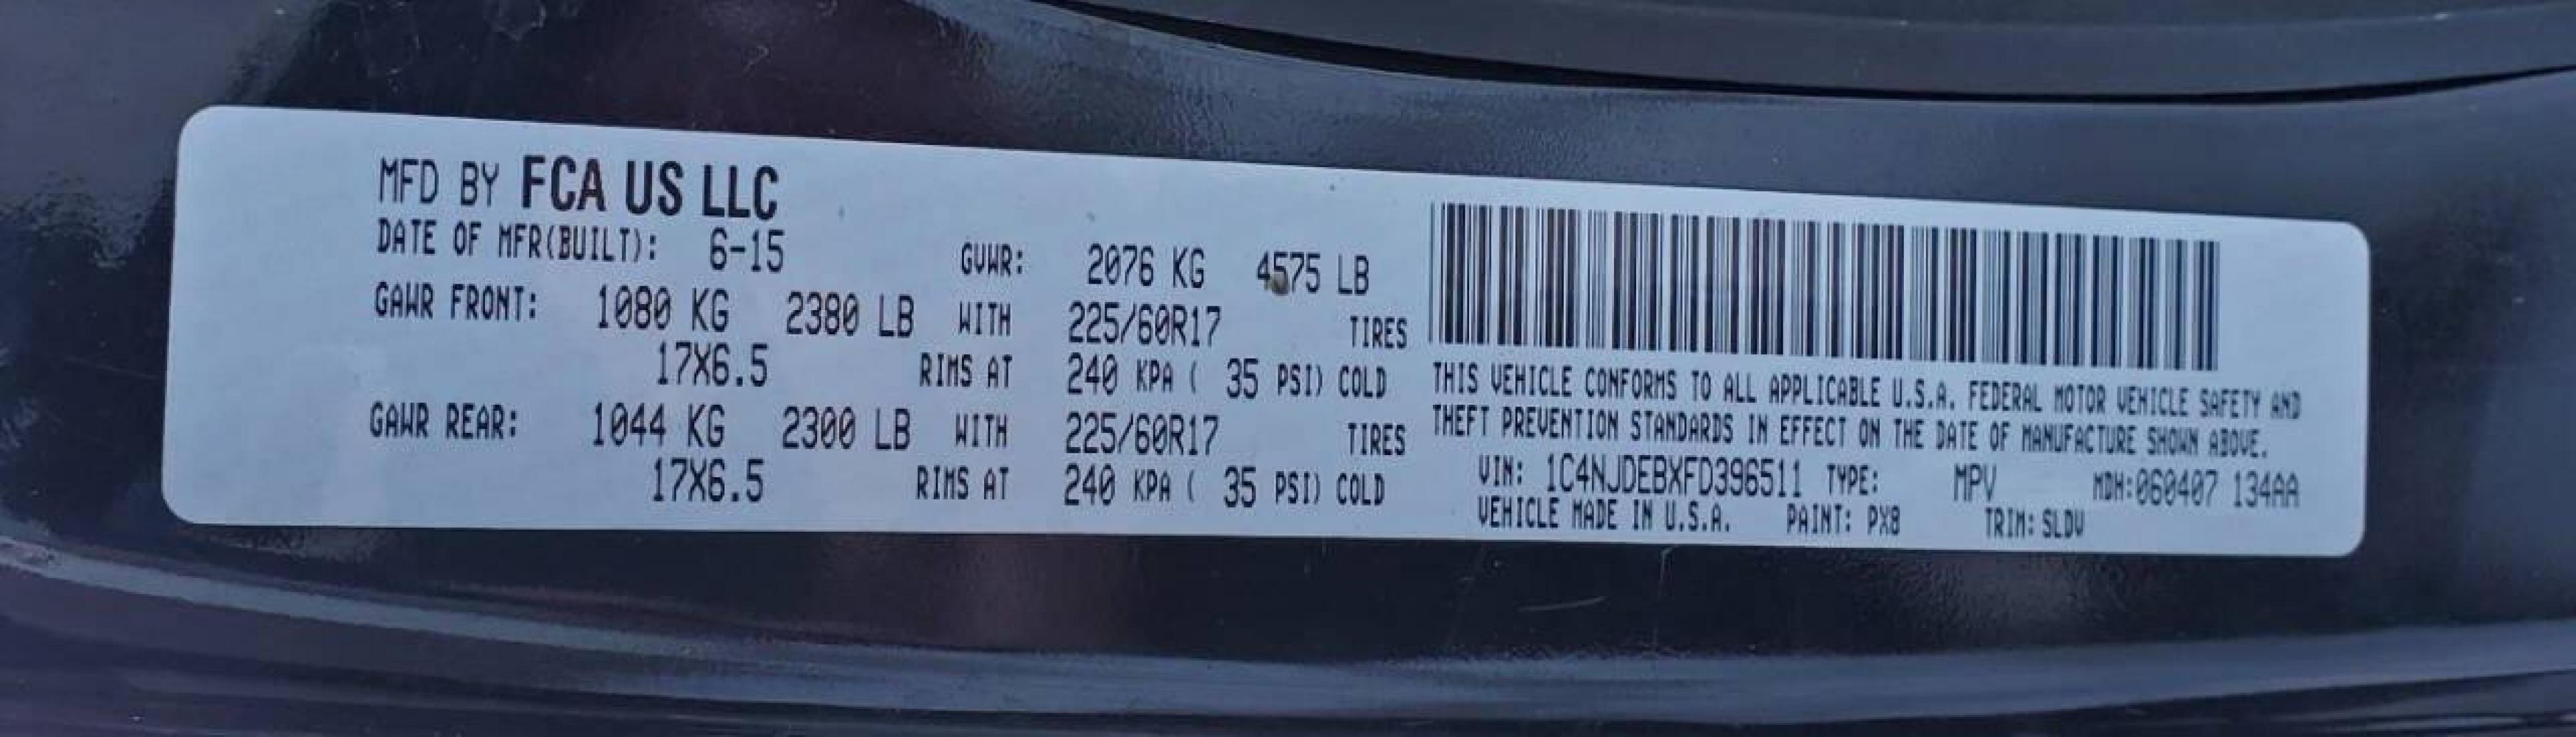 MFD BY FCA US LLC
DATE OF MFR(BUILT): 6-15 GVWR: 2076 KG 4575 LB
GAWR FRONT: 1080 KG 2380 LB WITH 225/60R17 TIRES
17X6.5 RIMS AT 240 KPA ( 35 PSI) COLD
GAWR REAR: 1044 KG 2300 LB WITH 225/60R17 TIRES
17X6.5 RIMS AT 240 KPA ( 35 PSI) COLD
THIS VEHICLE CONFORMS TO ALL APPLICABLE U.S.A. FEDERAL MOTOR VEHICLE SAFETY AND
THEFT PREVENTION STANDARDS IN EFFECT ON THE DATE OF MANUFACTURE SHOWN ABOVE.
VIN: 1C4NJDEBXFD396511 TYPE: MPV MDH:060407 134AA
VEHICLE MADE IN U.S.A. PAINT: PX8 TRIM: SLDV